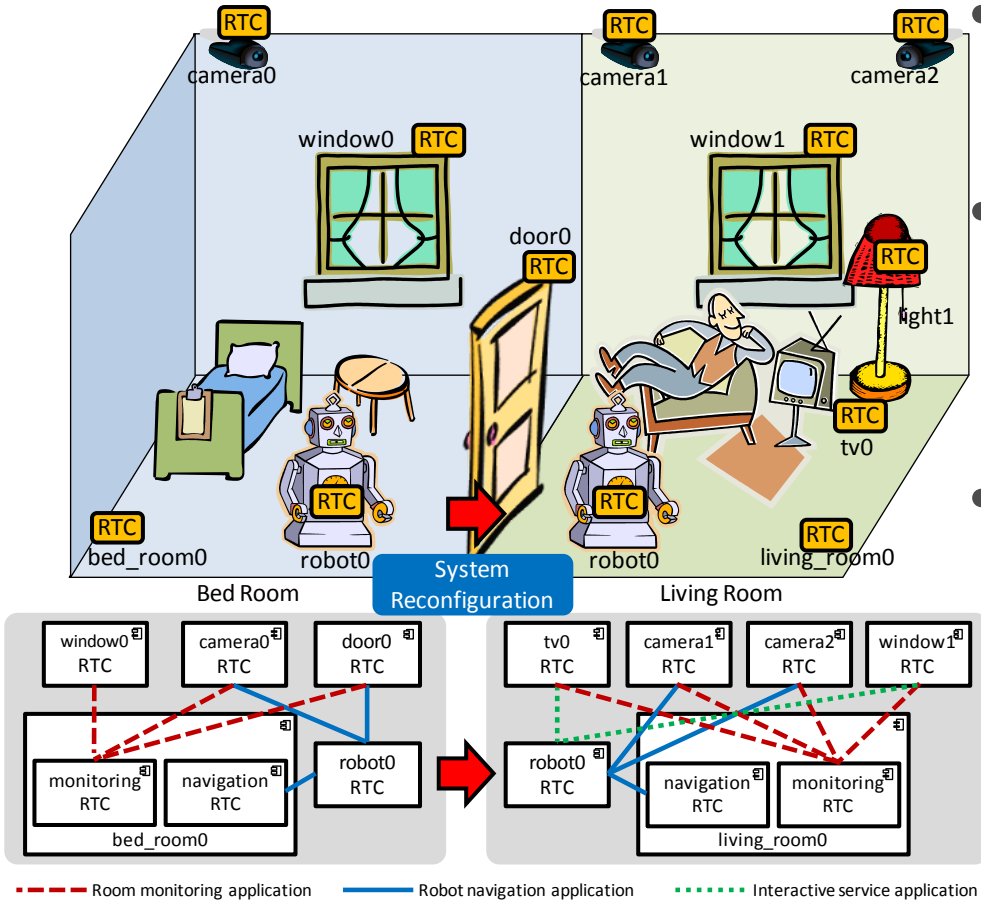 RTC
camera0
RTC
camera1
RTC
camera2
window0 RTC
window1 RTC
door0
RTC
RTC
light1
RTC
tv0
RTC
bed_room0
RTC
robot0
RTC
robot0
RTC
living_room0
Bed Room
System
Reconfiguration
Living Room
window0
RTC
camera0
RTC
door0
RTC
monitoring
RTC
navigation
RTC
bed_room0
robot0
RTC
tv0
RTC
camera1
RTC
camera2
RTC
window1
RTC
robot0
RTC
navigation
RTC
monitoring
RTC
living_room0
Room monitoring application
Robot navigation application
Interactive service application